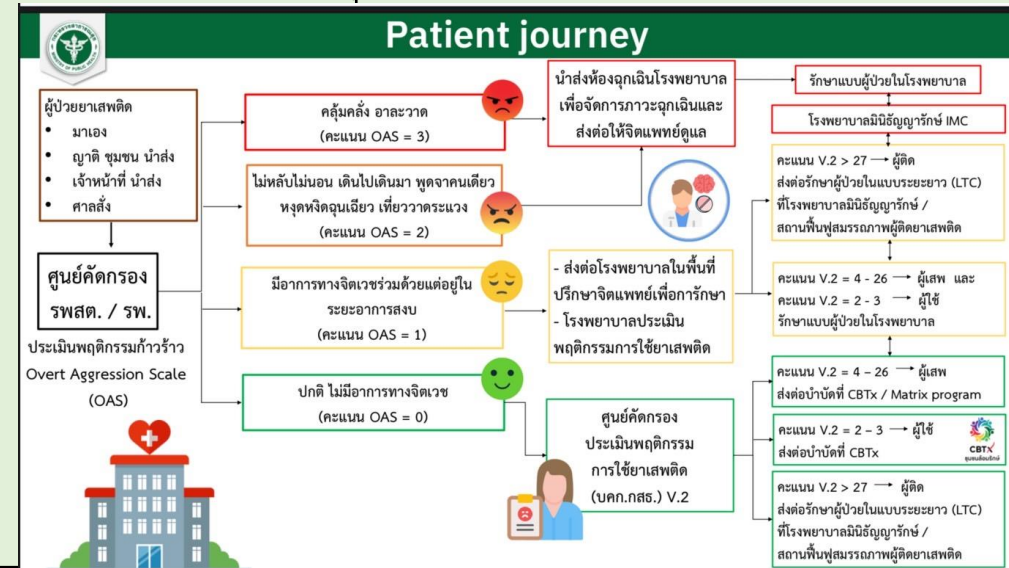 Patient journey
ผู้ป่วยยาเสพติด
• มาเอง
• ญาติ ชุมชน นำส่ง
• เจ้าหน้าที่ นำส่ง
• ศาลสั่ง
ศูนย์คัดกรอง
รพสต. / รพ.
ประเมินพฤติกรรมก้าวร้าว
Overt Aggression Scale
(OAS)
คลุ้มคลั่ง อาละวาด
(คะแนน OAS = 3)
ไม่หลับไม่นอน เดินไปเดินมา พูดจาคนเดียว
หงุดหงิดฉุนเฉียว เที่ยววาดระแวง
(คะแนน OAS = 2)
มีอาการทางจิตเวชร่วมด้วยแต่อยู่ใน
ระยะอาการสงบ
(คะแนน OAS = 1)
ปกติ ไม่มีอาการทางจิตเวช
(คะแนน OAS = 0)
นำส่งห้องฉุกเฉินโรงพยาบาล
เพื่อจัดการภาวะฉุกเฉินและ
ส่งต่อให้จิตแพทย์ดูแล
- ส่งต่อโรงพยาบาลในพื้นที่
ปรึกษาจิตแพทย์เพื่อการรักษา
- โรงพยาบาลประเมิน
พฤติกรรมการใช้ยาเสพติด
ศูนย์คัดกรอง
ประเมินพฤติกรรม
การใช้ยาเสพติด
(บคก.กสธ.) V.2
รักษาแบบผู้ป่วยในโรงพยาบาล
โรงพยาบาลมินิธัญญารักษ์ IMC
คะแนน V.2 > 27 → ผู้ติด
ส่งต่อรักษาผู้ป่วยในแบบระยะยาว (LTC)
ที่โรงพยาบาลมินิธัญญารักษ์ /
สถานฟื้นฟูสมรรถภาพผู้ติดยาเสพติด
คะแนน V.2 = 4 - 26 → ผู้เสพ และ
คะแนน V.2 = 2 - 3 → ผู้ใช้
รักษาแบบผู้ป่วยในโรงพยาบาล
คะแนน V.2 = 4 - 26 → ผู้เสพ
ส่งต่อบำบัดที่ CBTx / Matrix program
คะแนน V.2 = 2 – 3 → ผู้ใช้
ส่งต่อบำบัดที่ CBTx
CBTx
ชุมชนล้อมรักษ์
คะแนน V.2 > 27 → ผู้ติด
ส่งต่อรักษาผู้ป่วยในแบบระยะยาว (LTC)
ที่โรงพยาบาลมินิธัญญารักษ์ /
สถานฟื้นฟูสมรรถภาพผู้ติดยาเสพติด